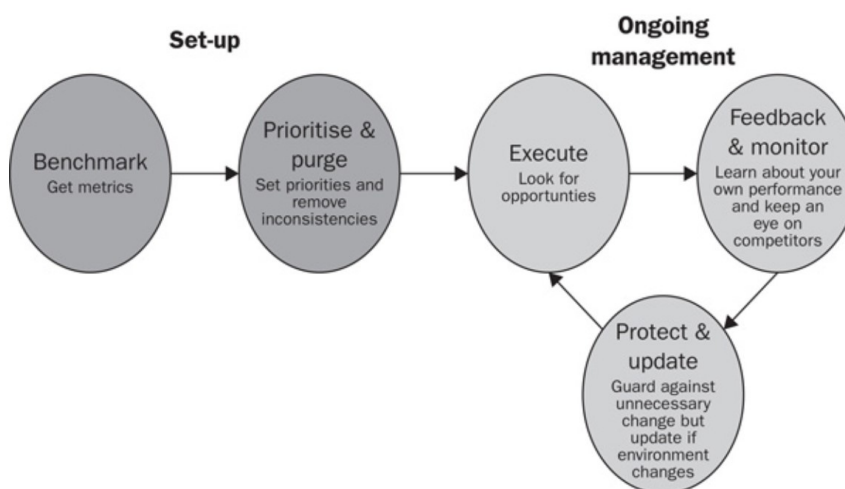 Set-up
Ongoing
management
Benchmark
Get metrics
Prioritise &
purge
Set priorities and
remove
inconsistencies
Execute
Look for
opportunties
Feedback
& monitor
Learn about your
own performance
and keep an
eye on
competitors
Protect &
update
Guard against
unnecessary
change but
update if
environment
changes